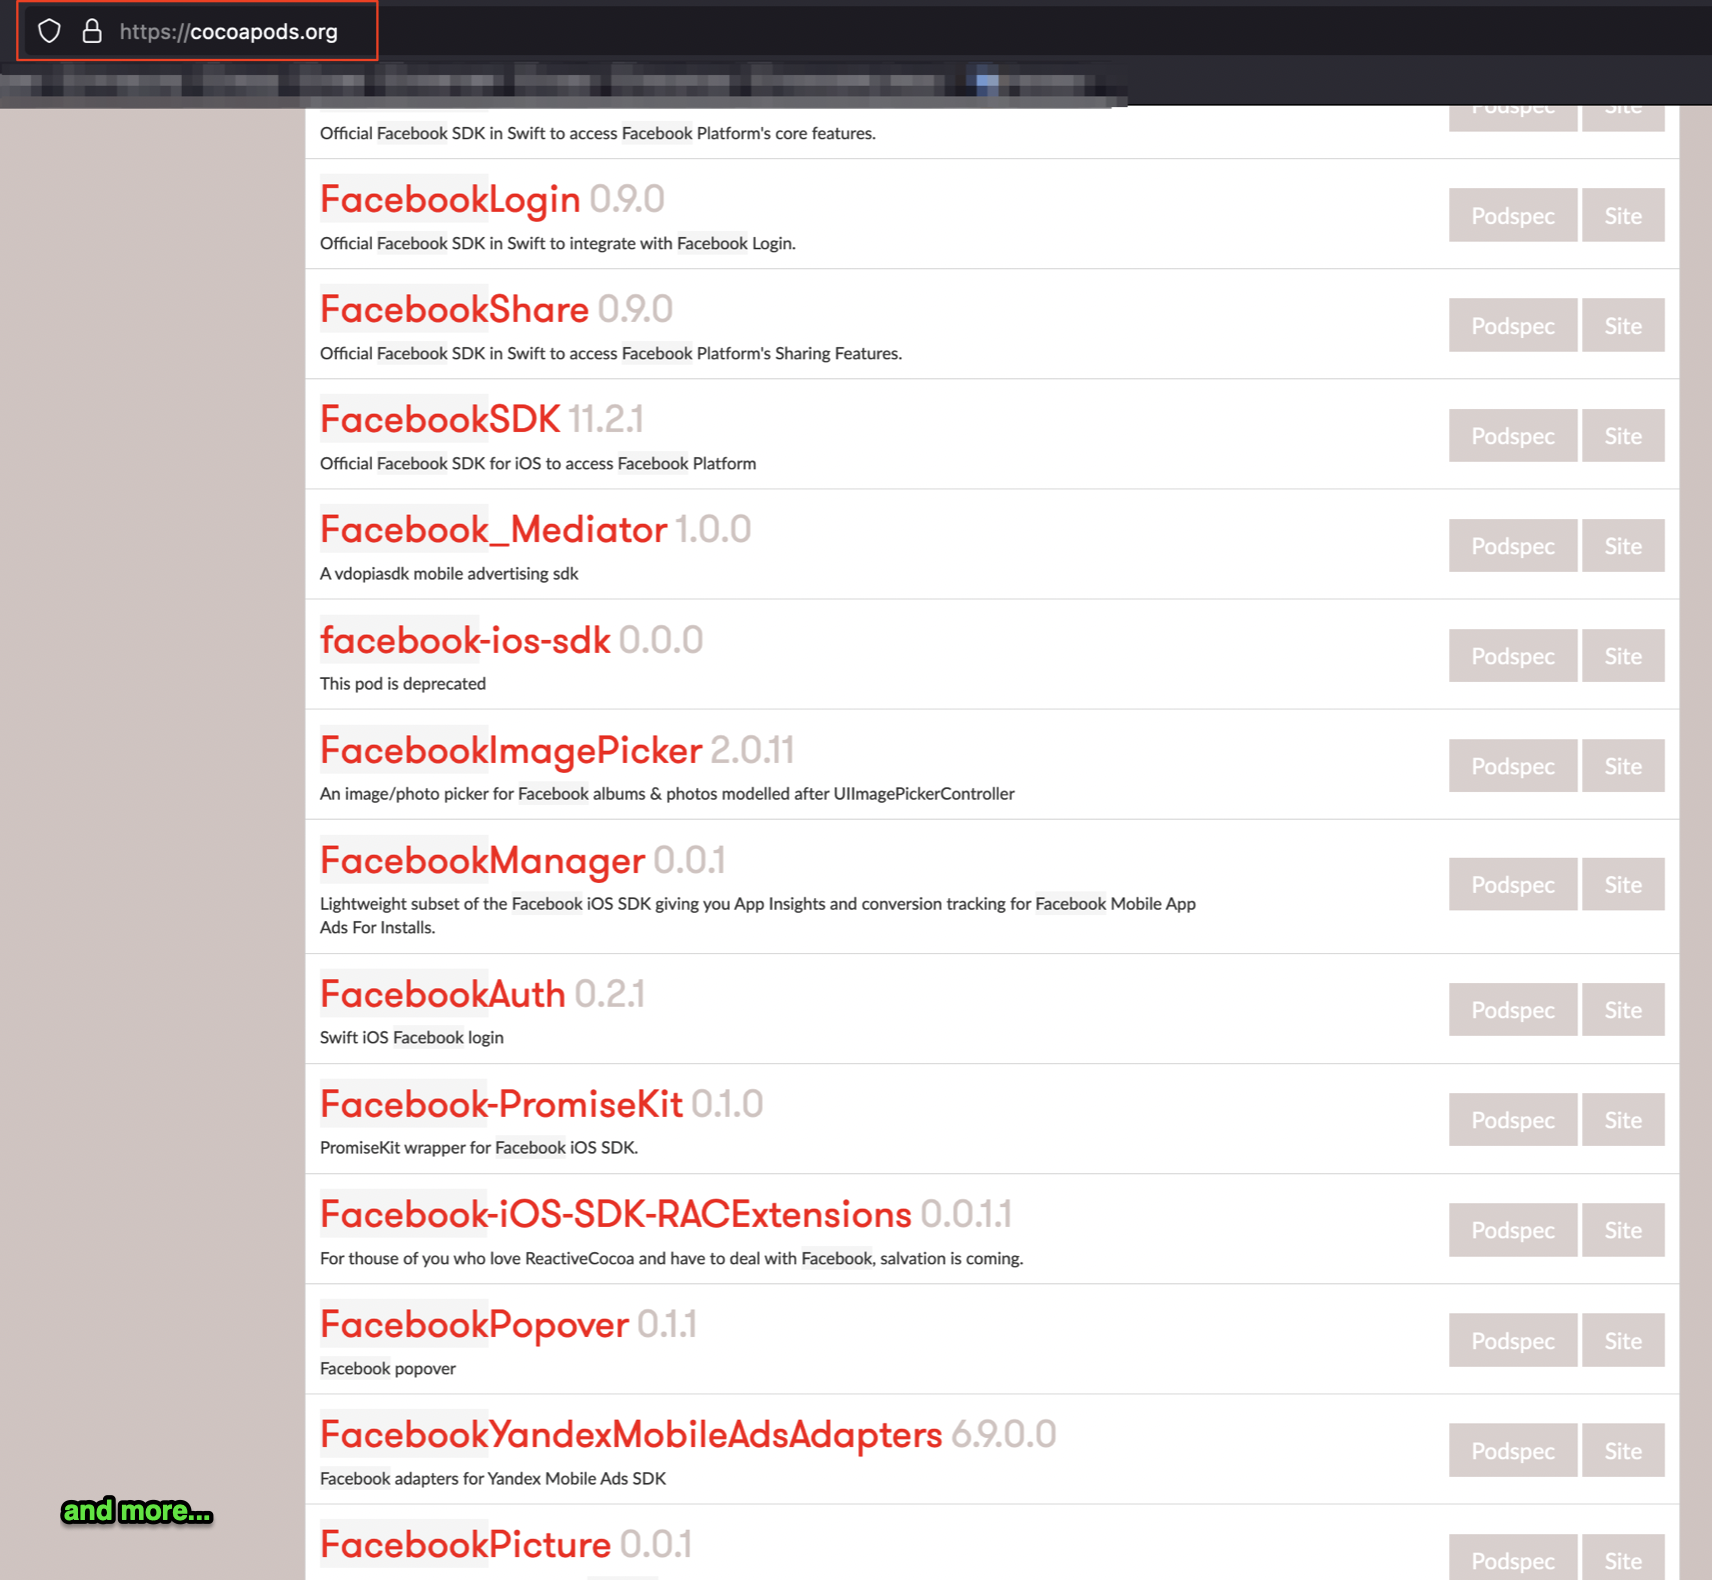 https://cocoapods.org
Podspec Site
Official Facebook SDK in Swift to access Facebook Platform's core features.
FacebookLogin 0.9.0
Official Facebook SDK in Swift to integrate with Facebook Login.
Podspec Site
FacebookShare 0.9.0
Official Facebook SDK in Swift to access Facebook Platform's Sharing Features.
Podspec Site
FacebookSDK 11.2.1
Official Facebook SDK for iOS to access Facebook Platform
Podspec Site
Facebook_Mediator 1.0.0
A vdopiasdk mobile advertising sdk
Podspec Site
facebook-ios-sdk 0.0.0
This pod is deprecated
Podspec Site
FacebookImagePicker 2.0.11
An image/photo picker for Facebook albums & photos modelled after UIImagePickerController
Podspec Site
FacebookManager 0.0.1
Lightweight subset of the Facebook iOS SDK giving you App Insights and conversion tracking for Facebook Mobile App
Ads For Installs.
Podspec Site
FacebookAuth 0.2.1
Swift iOS Facebook login
Podspec Site
Facebook-PromiseKit 0.1.0
PromiseKit wrapper for Facebook iOS SDK.
Podspec Site
Facebook-iOS-SDK-RACExtensions 0.0.1.1
For thouse of you who love ReactiveCocoa and have to deal with Facebook, salvation is coming.
Podspec Site
FacebookPopover 0.1.1
Facebook popover
Podspec Site
FacebookYandexMobileAdsAdapters 6.9.0.0
Facebook adapters for Yandex Mobile Ads SDK
Podspec Site
and more...
FacebookPicture 0.0.1
Podspec Site